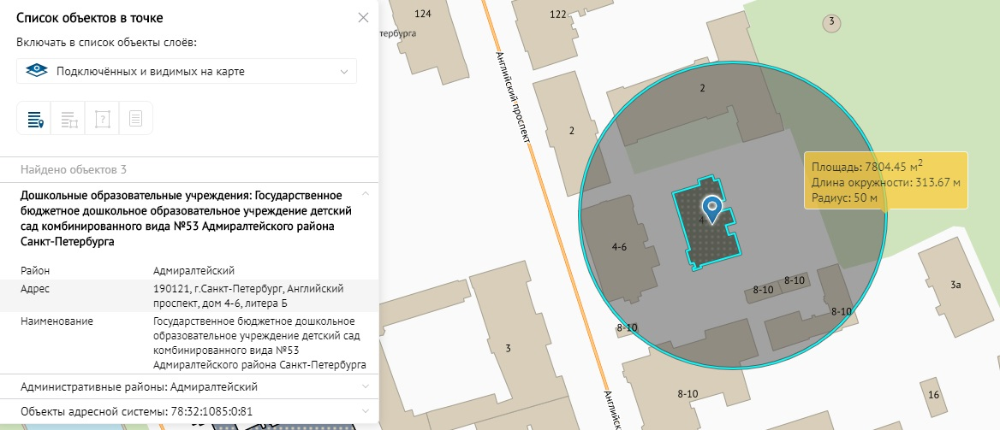 Список объектов в точке
Включать в список объекты слоёв:
Подключённых и видимых на карте
Найдено объектов 3
Дошкольные образовательные учреждения: Государственное
бюджетное дошкольное образовательное учреждение детский
сад комбинированного вида №53 Адмиралтейского района
Санкт-Петербурга
Район Адмиралтейский
Адрес 190121, г.Санкт-Петербург, Английский
проспект, дом 4-6, литера Б
Наименование Государственное бюджетное дошкольное
образовательное учреждение детский сад
комбинированного вида №53
Адмиралтейского района Санкт-Петербурга
Административные районы: Адмиралтейский
Объекты адресной системы: 78:32:1085:0:81
124
122
3
тербурга
Английский проспект
2
2
Площадь: 7804.45 м2
Длина окружности: 313.67 м
Радиус: 50 м
4-6
8-10
8-10
3а
8-10
8-10
3
8-10
16
Английский